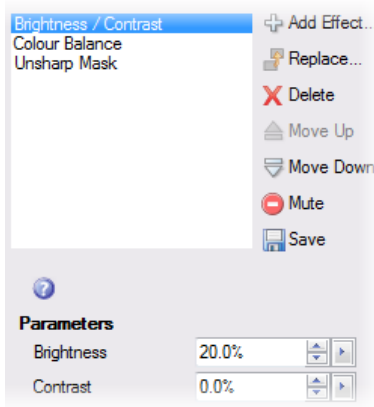 Brightness / Contrast
Colour Balance
Unsharp Mask
Add Effect...
Replace...
Delete
Move Up
Move Down
Mute
Save
?
Parameters
Brightness 20.0%
Contrast 0.0%